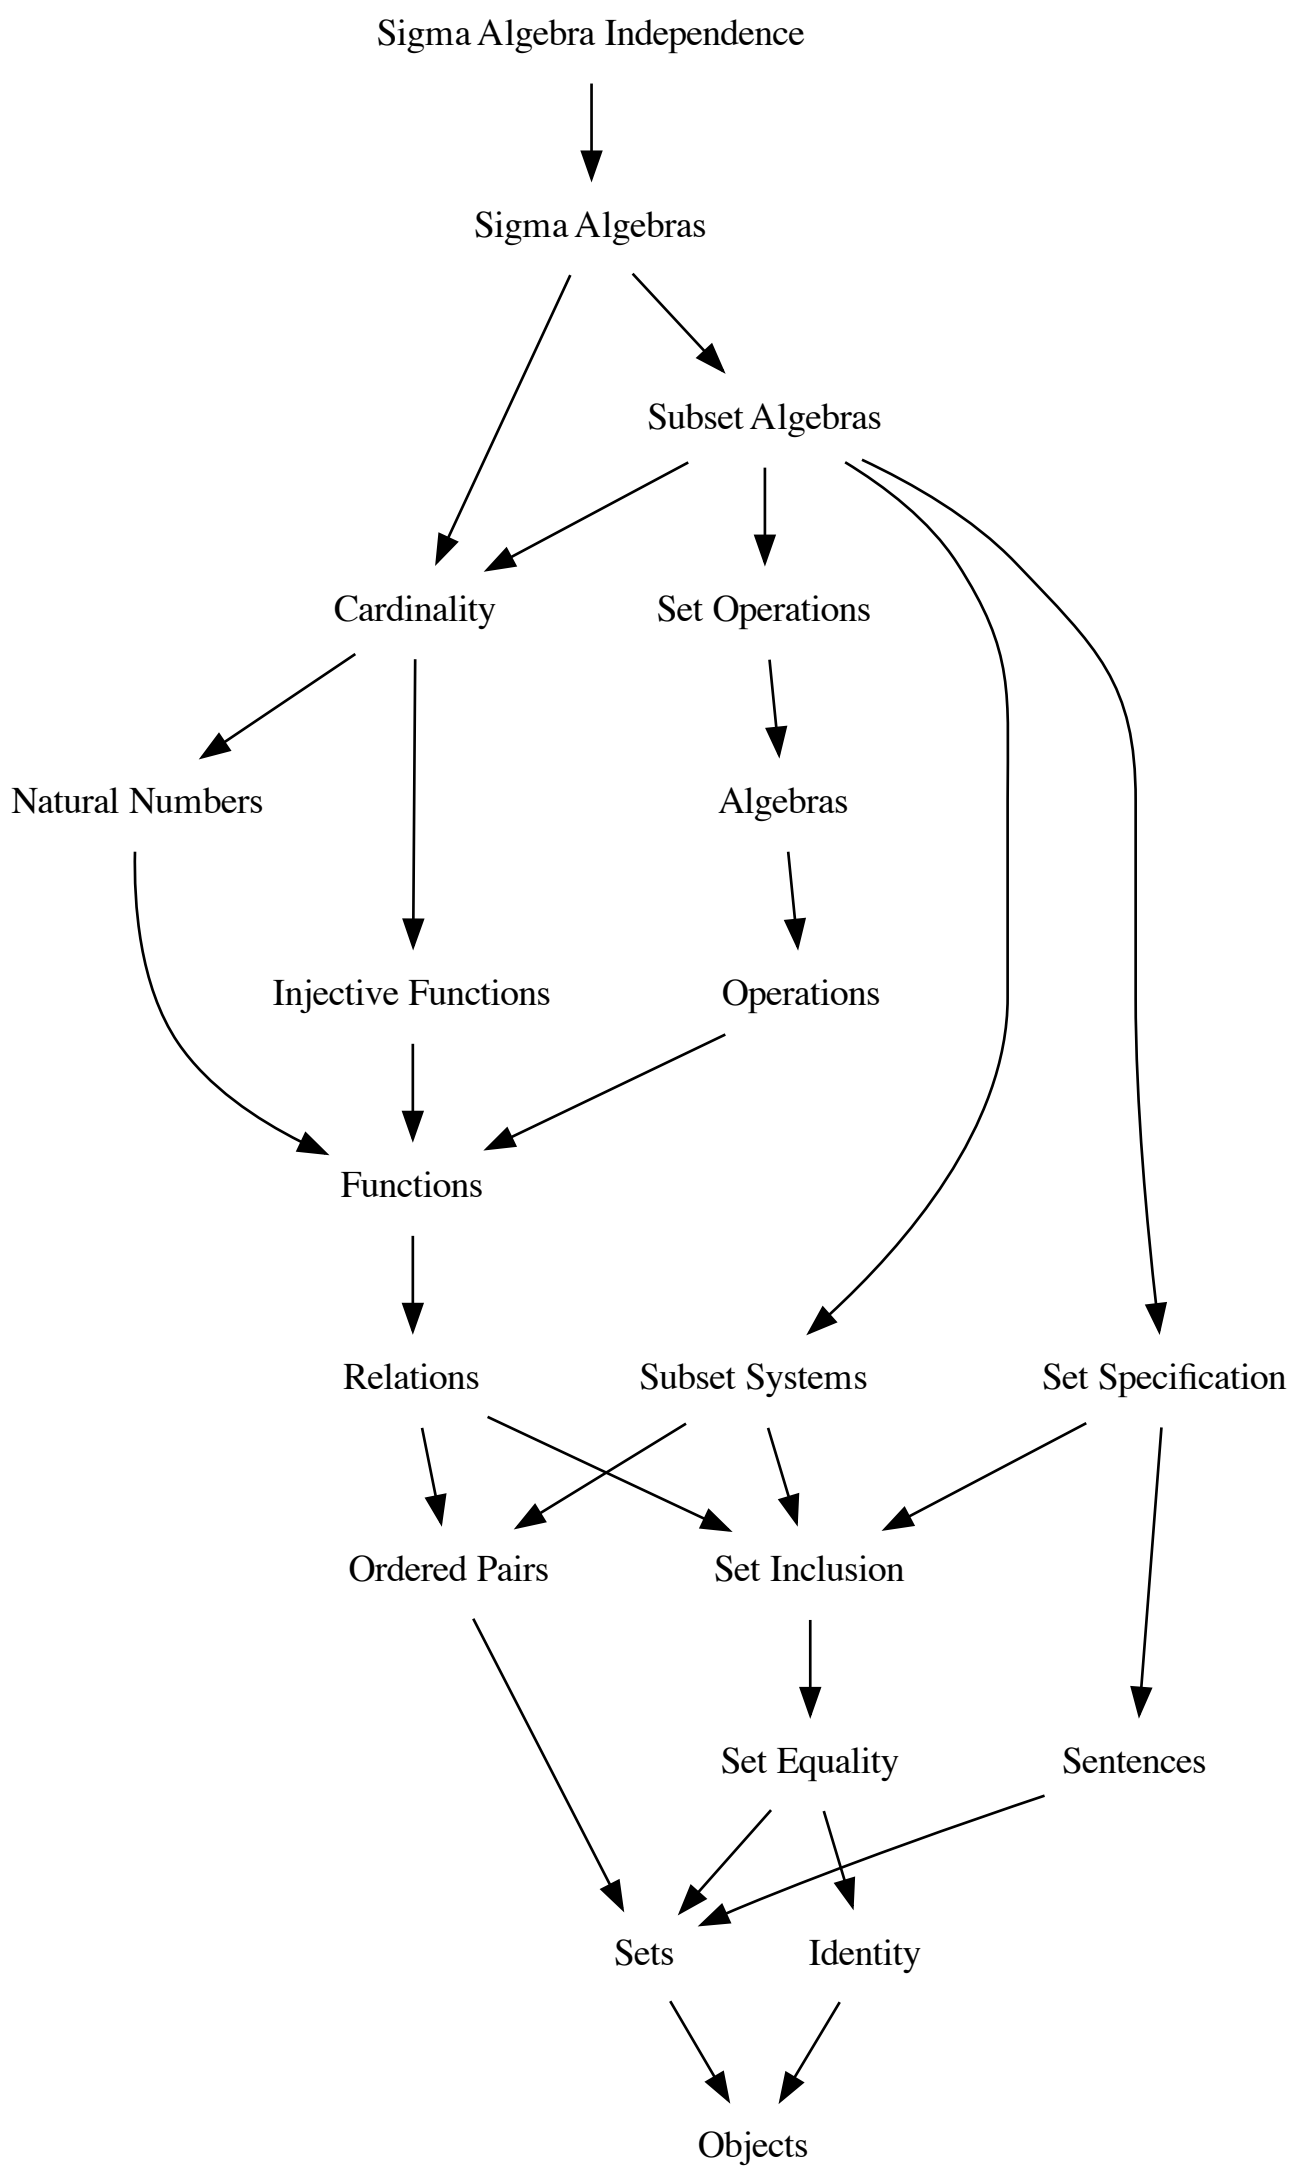 Sigma Algebra Independence
Sigma Algebras
Subset Algebras
Cardinality
Set Operations
Natural Numbers
Algebras
Injective Functions
Operations
Functions
Relations
Subset Systems
Set Specification
Ordered Pairs
Set Inclusion
Set Equality
Sentences
Sets
Identity
Objects